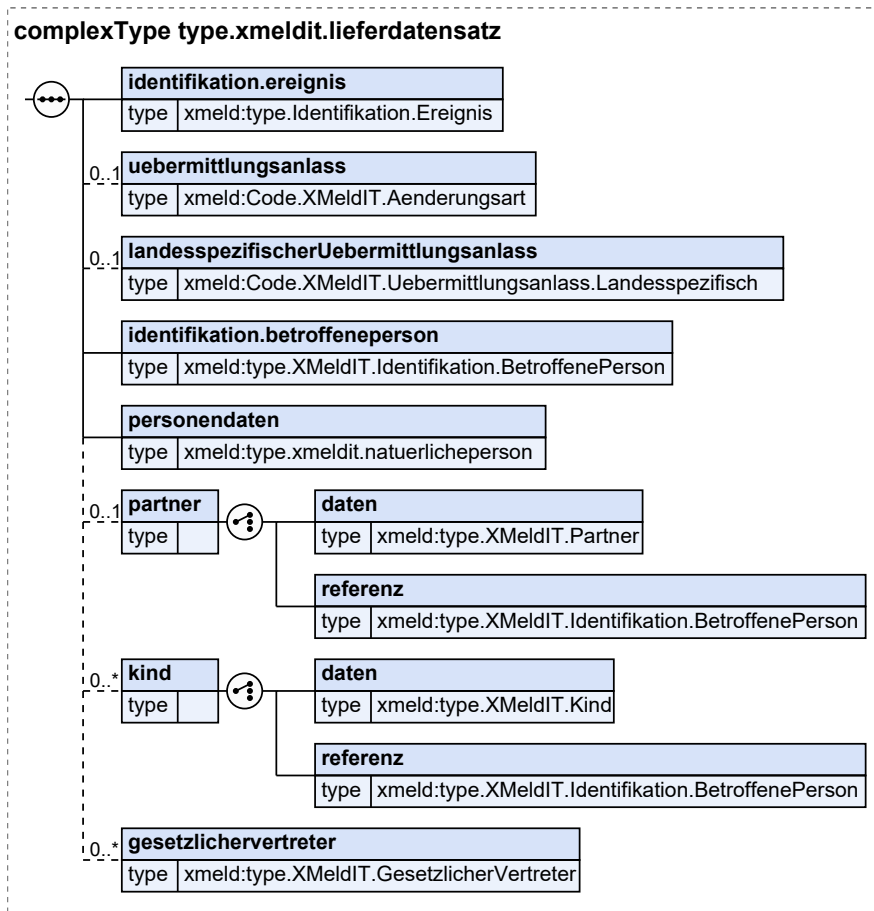 complexType type.xmeldit.lieferdatensatz
identifikation.ereignis
type xmeld:type.Identifikation.Ereignis
0..1 uebermittlungsanlass
type xmeld:Code.XMeldIT.Aenderungsart
0..1 landesspezifischerUebermittlungsanlass
type xmeld:Code.XMeldIT.Uebermittlungsanlass.Landesspezifisch
identifikation.betroffeneperson
type xmeld:type.XMeldIT.Identifikation.BetroffenePerson
personendaten
type xmeld:type.xmeldit.natuerlicheperson
0..1 partner
type
daten
type xmeld:type.XMeldIT.Partner
referenz
type xmeld:type.XMeldIT.Identifikation.BetroffenePerson
0..* kind
type
daten
type xmeld:type.XMeldIT.Kind
referenz
type xmeld:type.XMeldIT.Identifikation.BetroffenePerson
0..* gesetzlichervertreter
type xmeld:type.XMeldIT.GesetzlicherVertreter